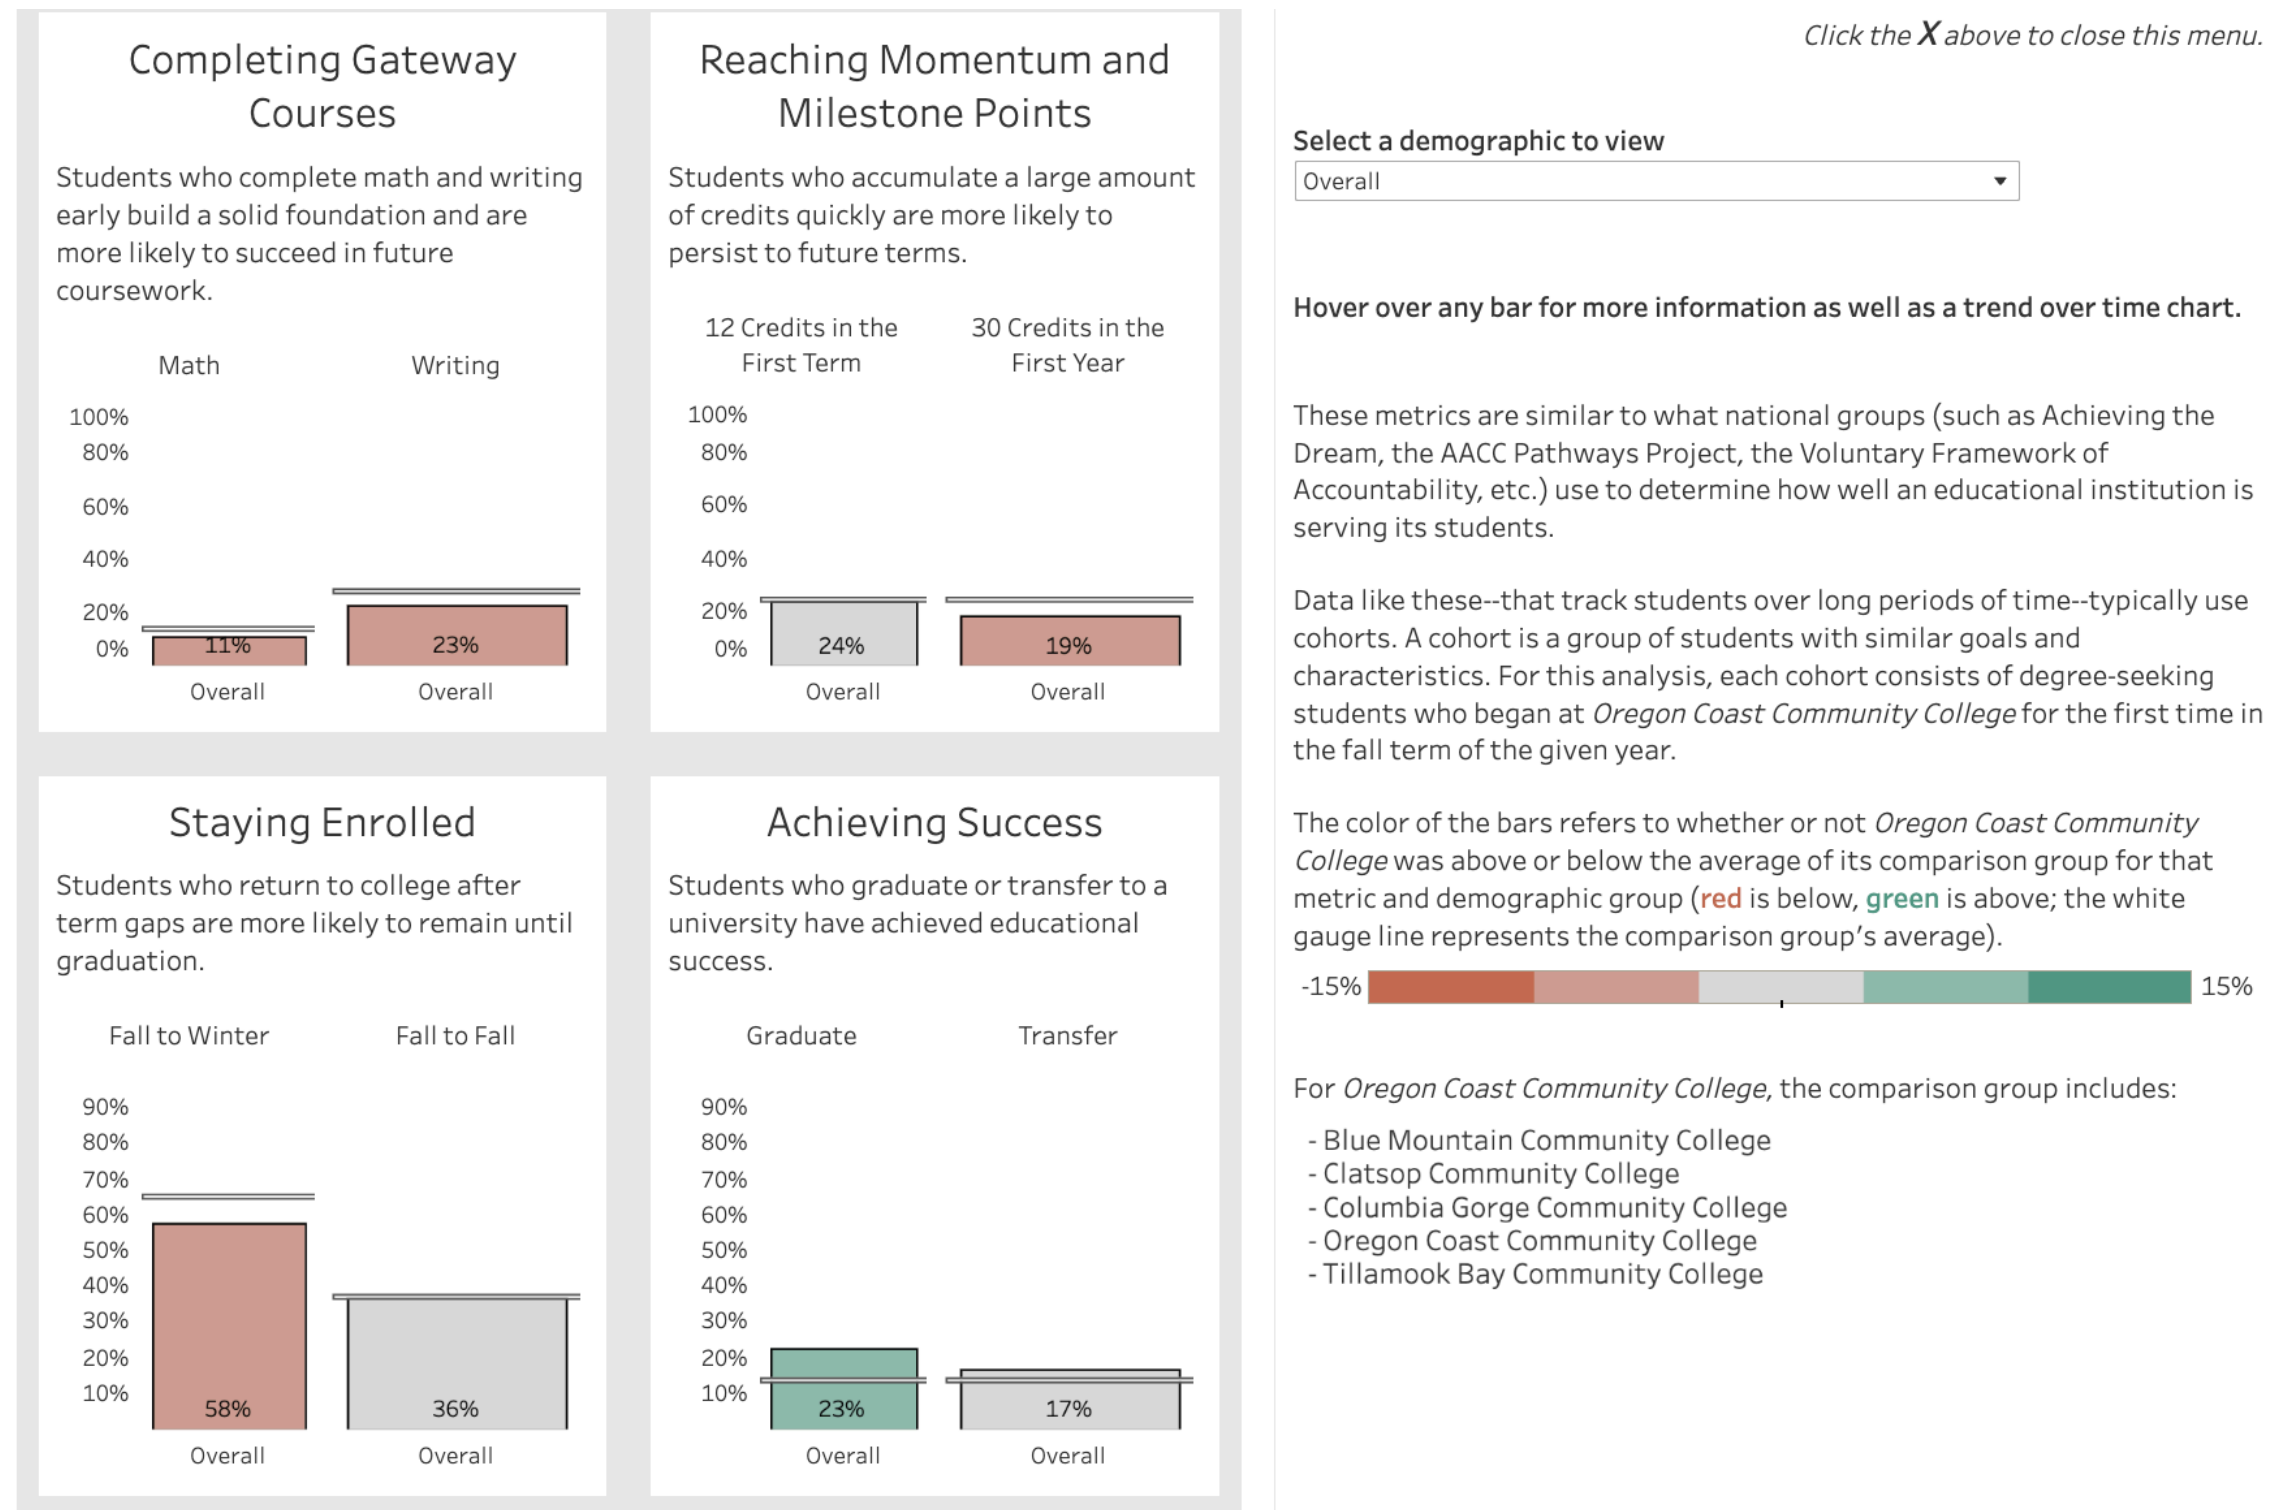 Completing Gateway
Courses
Students who complete math and writing
early build a solid foundation and are
more likely to succeed in future
coursework.
Math
Writing
100%
80%
60%
40%
20%
0%
11%
23%
Overall
Overall
Reaching Momentum and
Milestone Points
Students who accumulate a large amount
of credits quickly are more likely to
persist to future terms.
12 Credits in the
First Term
30 Credits in the
First Year
100%
80%
60%
40%
20%
0%
24%
19%
Overall
Overall
Staying Enrolled
Students who return to college after
term gaps are more likely to remain until
graduation.
Fall to Winter
Fall to Fall
90%
80%
70%
60%
50%
40%
30%
20%
10%
58%
36%
Overall
Overall
Achieving Success
Students who graduate or transfer to a
university have achieved educational
success.
Graduate
Transfer
90%
80%
70%
60%
50%
40%
30%
20%
10%
23%
17%
Overall
Overall
Click the X above to close this menu.
Select a demographic to view
Overall
Hover over any bar for more information as well as a trend over time chart.
These metrics are similar to what national groups (such as Achieving the
Dream, the AACC Pathways Project, the Voluntary Framework of
Accountability, etc.) use to determine how well an educational institution is
serving its students.
Data like these--that track students over long periods of time--typically use
cohorts. A cohort is a group of students with similar goals and
characteristics. For this analysis, each cohort consists of degree-seeking
students who began at Oregon Coast Community College for the first time in
the fall term of the given year.
The color of the bars refers to whether or not Oregon Coast Community
College was above or below the average of its comparison group for that
metric and demographic group (red is below, green is above; the white
gauge line represents the comparison group's average).
-15%
15%
For Oregon Coast Community College, the comparison group includes:
- Blue Mountain Community College
- Clatsop Community College
- Columbia Gorge Community College
- Oregon Coast Community College
- Tillamook Bay Community College